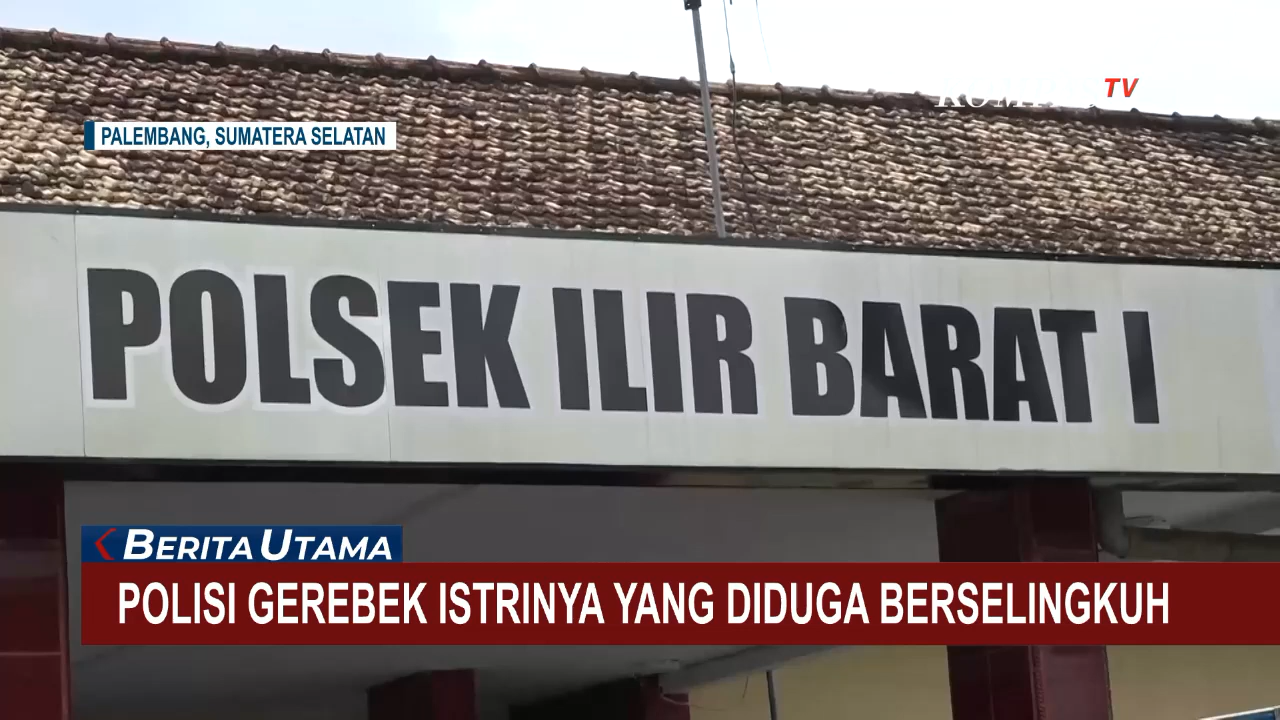 TV
PALEMBANG, SUMATERA SELATAN
POLSEK ILIR BARAT I
BERITA UTAMA
POLISI GEREBEK ISTRINYA YANG DIDUGA BERSELINGKUH